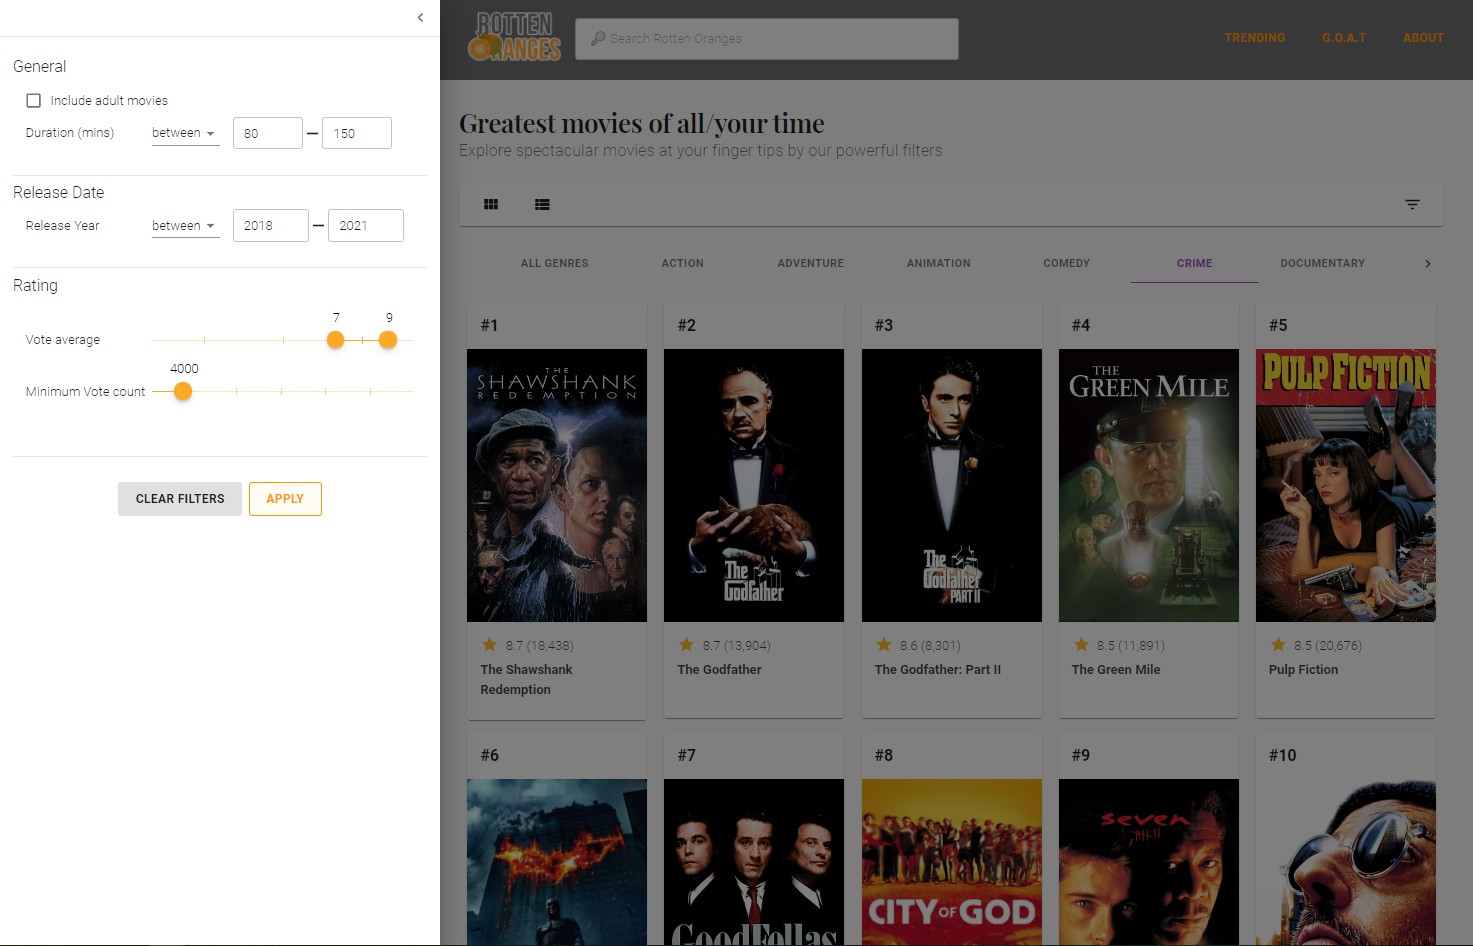 ROTTEN
ORANGES
Search Rotten Oranges
TRENDING
G.O.A.T
ABOUT
General
Include adult movies
Duration (mins) between 80 150
Release Date
Release Year between 2018 2021
Rating
7 9
Vote average
4000
Minimum Vote count
CLEAR FILTERS APPLY
Greatest movies of all/your time
Explore spectacular movies at your finger tips by our powerful filters
ALL GENRES ACTION ADVENTURE ANIMATION COMEDY CRIME DOCUMENTARY
#1
THE
SHAWSHANK
REDEMPTION
8.7 (18,438)
The Shawshank
Redemption
#2
The
Godfather
8.7 (13,904)
The Godfather
#3
The
Godfather
PART II
8.6 (8,301)
The Godfather: Part II
#4
THE
GREEN MILE
8.5 (11,891)
The Green Mile
#5
PULP FICTION
8.5 (20,676)
Pulp Fiction
#6
#7
GoodFellas
#8
CITY OF GOD
#9
seven
#10